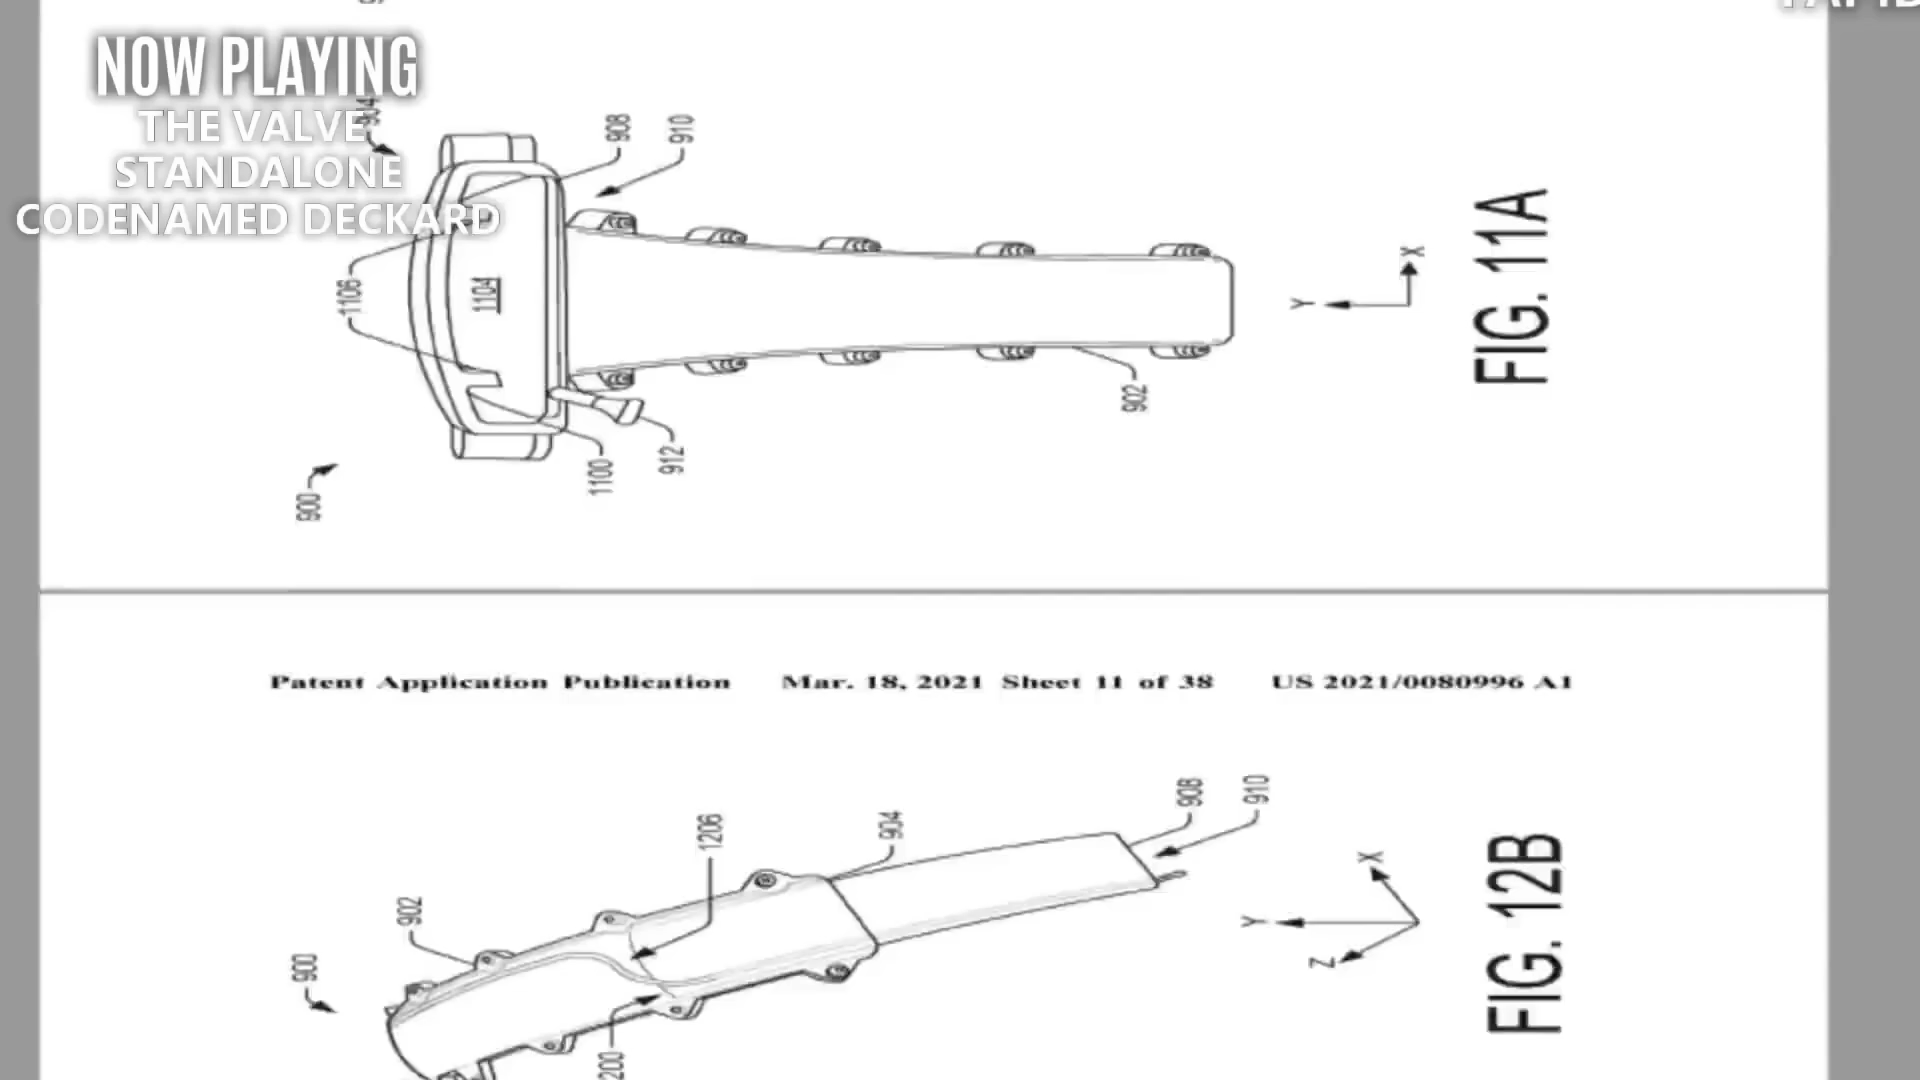 NOW PLAYING
THE VALVE
STANDALONE
CODENAMED DECKARD
904
908
910
1106
1104
902
912
1100
900
Y
X
FIG. 11A
Patent Application Publication Mar. 18, 2021 Sheet 11 of 38 US 2021/0080996 A1
908
910
904
1206
902
900
X
Y
Z
FIG. 12B